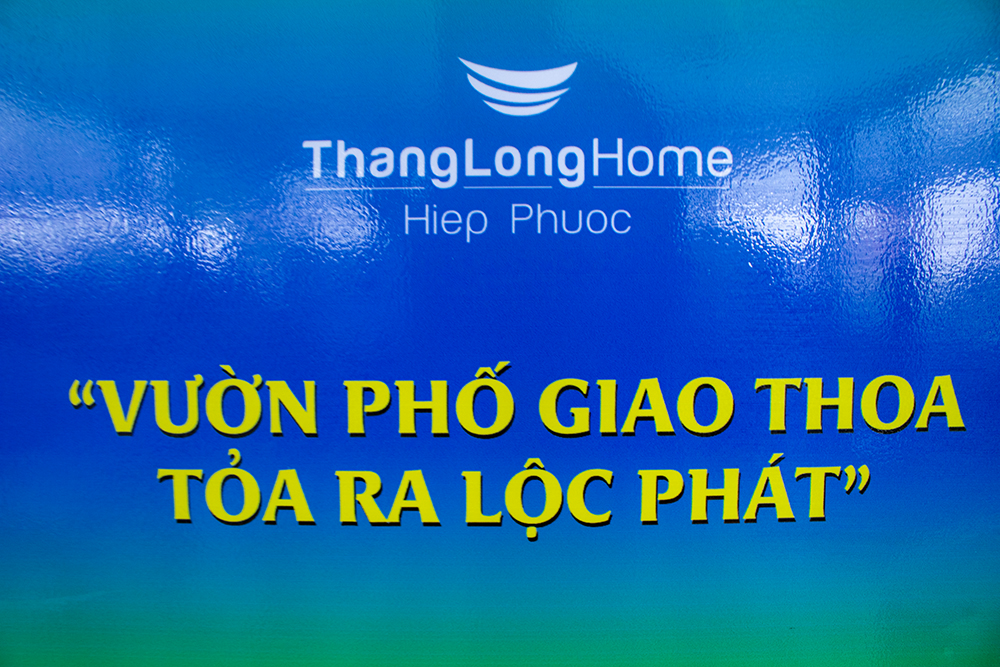 ThangLongHome
Hiep Phuoc
“VƯỜN PHỐ GIAO THOA
TỎA RA LỘC PHÁT”